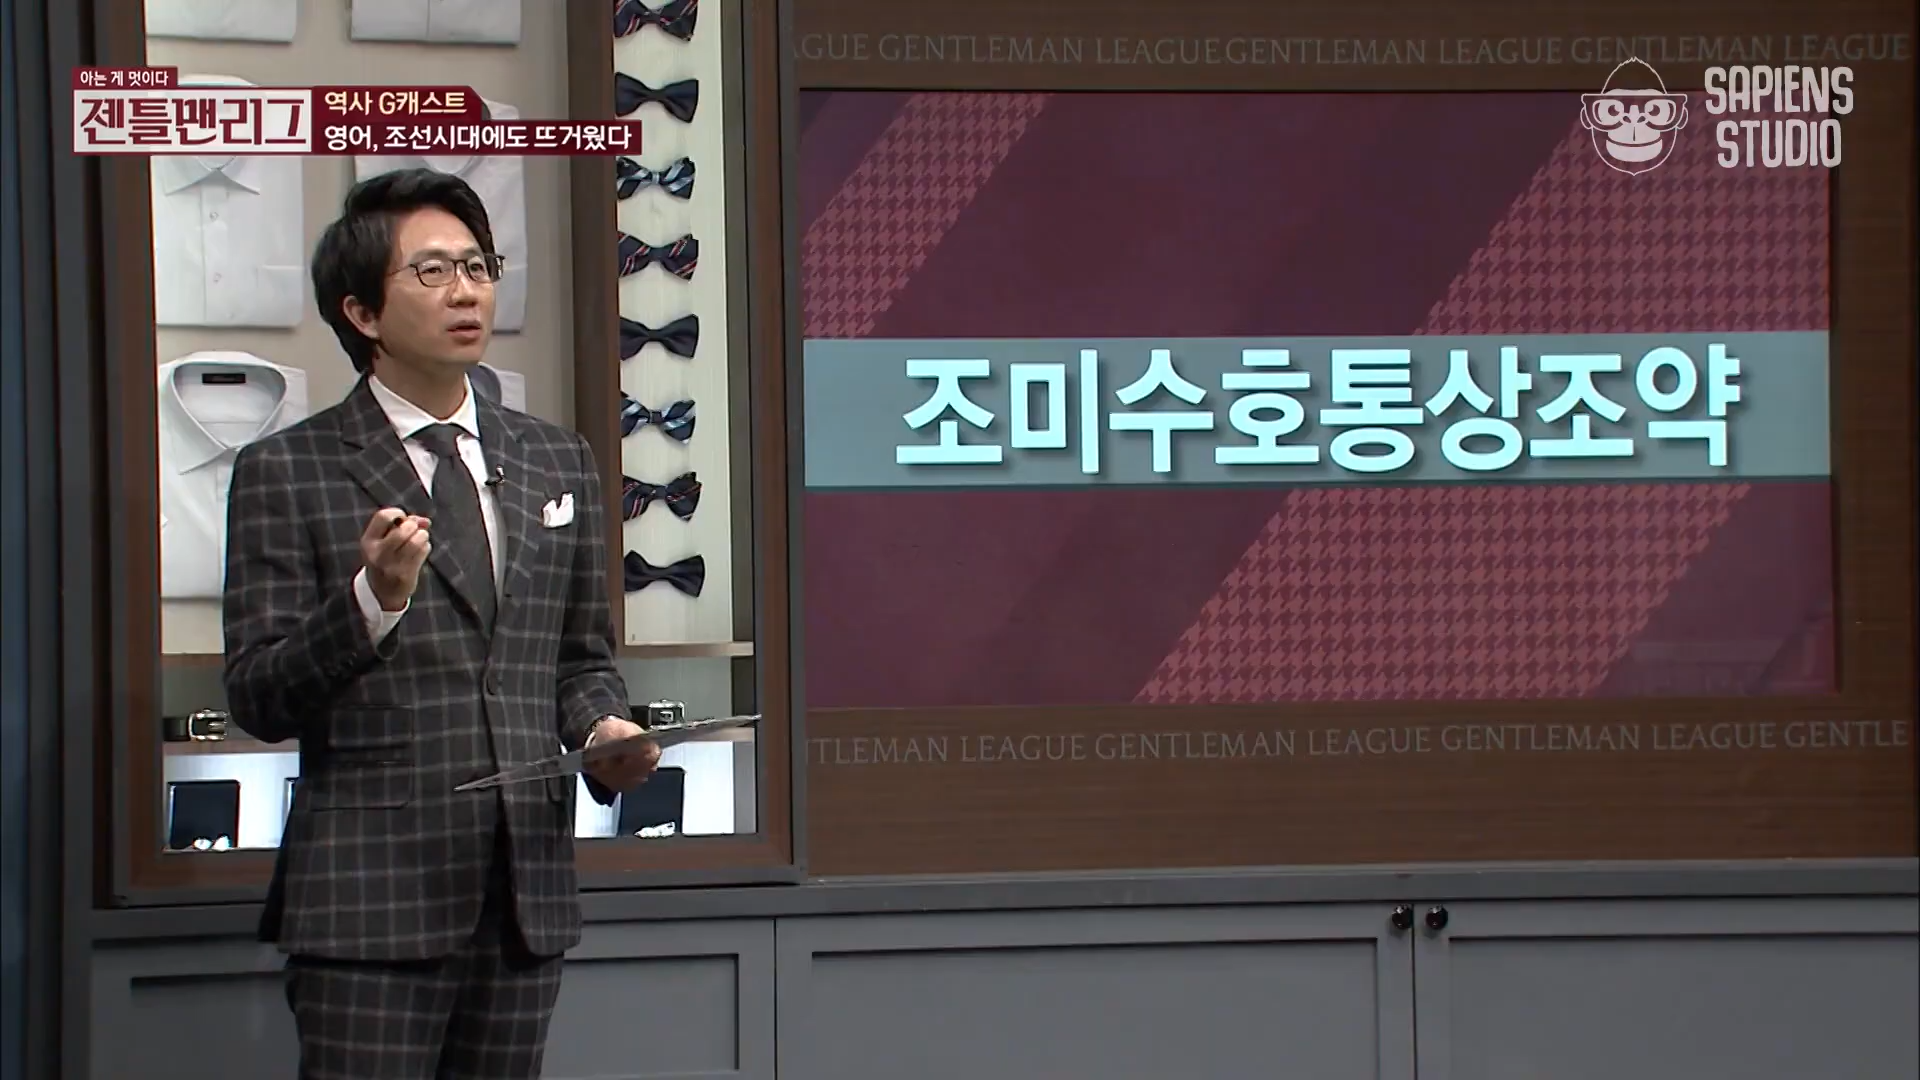 AGUE GENTLEMAN LEAGUE GENTLEMAN LEAGUE GENTLEMAN LEAGUE
SAPIENS
STUDIO
아는 게 멋이다
젠틀맨리그
역사 G캐스트
영어, 조선시대에도 뜨거웠다
조미수호통상조약
NTLEMAN LEAGUE GENTLEMAN LEAGUE GENTLEMAN LEAGUE GENTLE